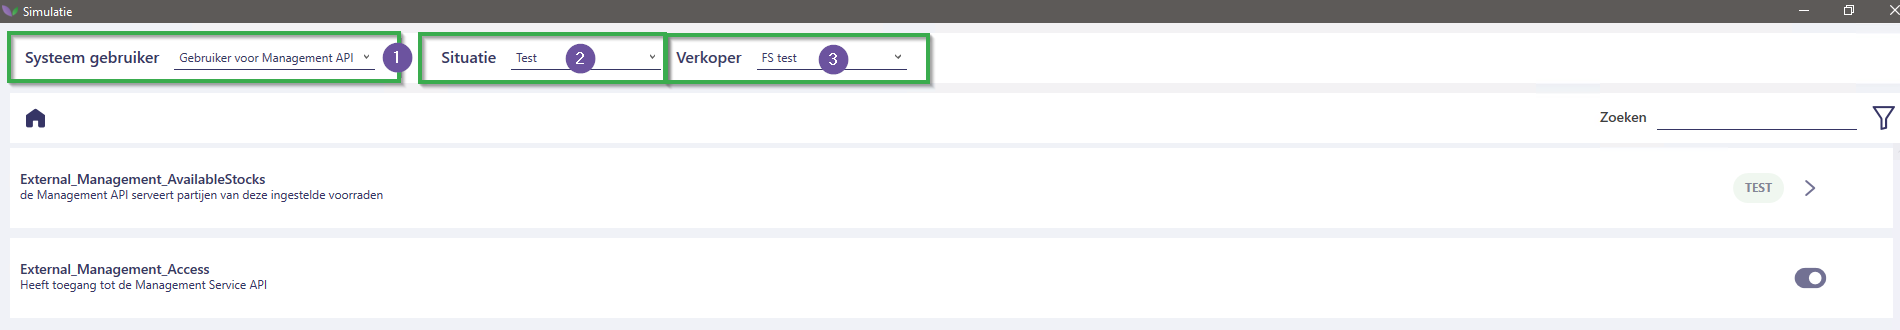 Simulatie
Systeem gebruiker Gebruiker voor Management API 1 Situatie Test 2 Verkoper FS test 3
Zoeken
External_Management_AvailableStocks
de Management API serveert partijen van deze ingestelde voorraden
TEST
External_Management_Access
Heeft toegang tot de Management Service API